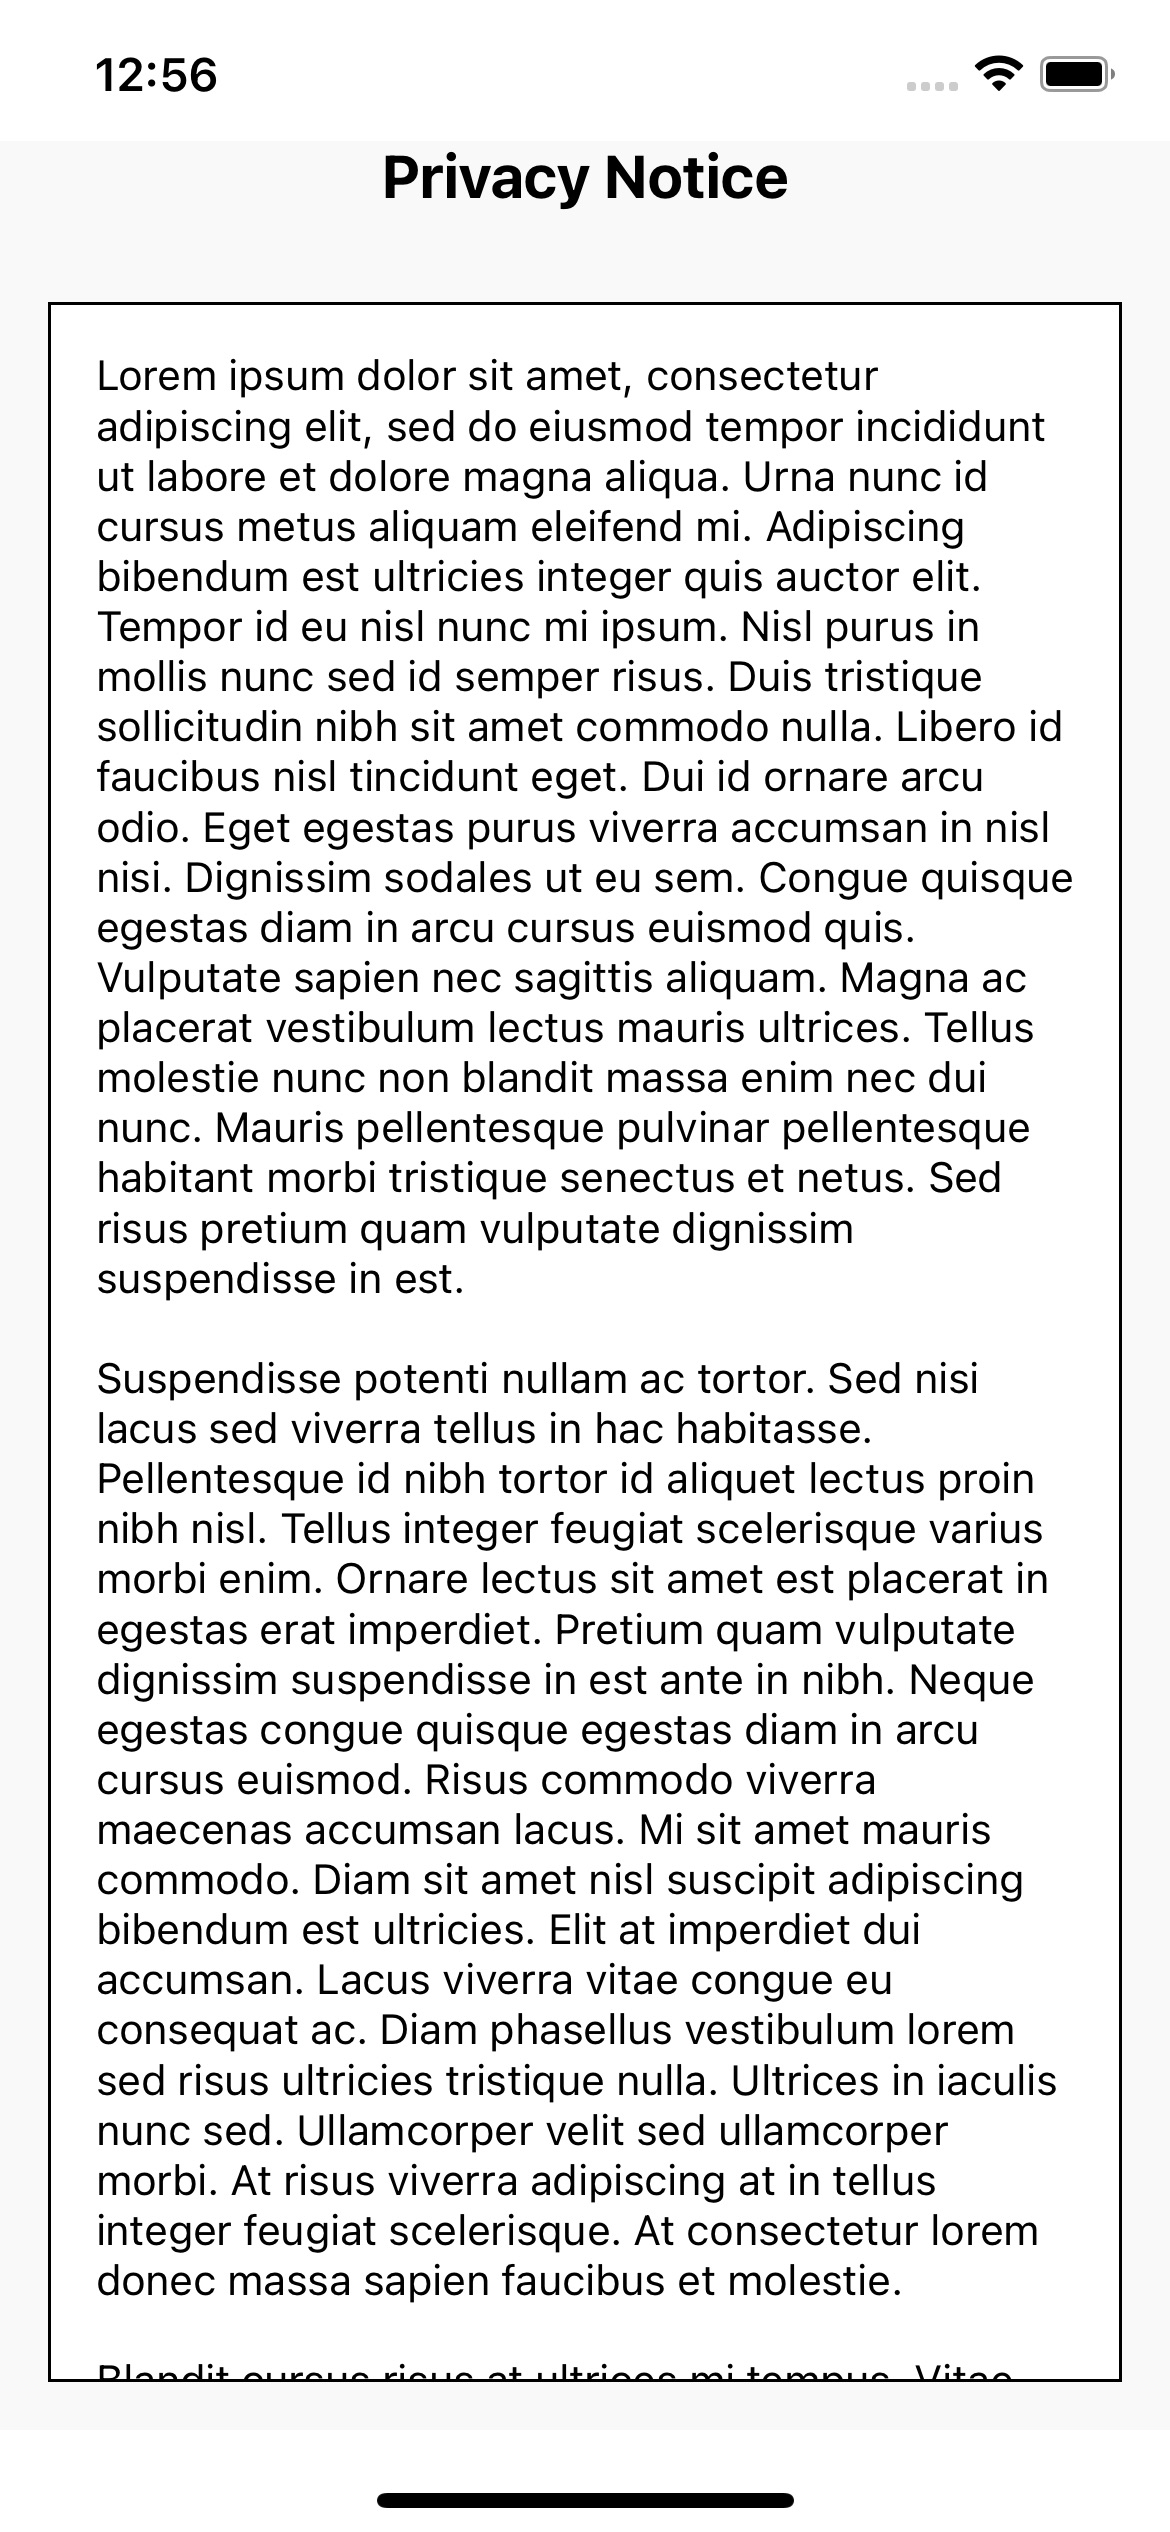 12:56
Privacy Notice
Lorem ipsum dolor sit amet, consectetur
adipiscing elit, sed do eiusmod tempor incididunt
ut labore et dolore magna aliqua. Urna nunc id
cursus metus aliquam eleifend mi. Adipiscing
bibendum est ultricies integer quis auctor elit.
Tempor id eu nisl nunc mi ipsum. Nisl purus in
mollis nunc sed id semper risus. Duis tristique
sollicitudin nibh sit amet commodo nulla. Libero id
faucibus nisl tincidunt eget. Dui id ornare arcu
odio. Eget egestas purus viverra accumsan in nisl
nisi. Dignissim sodales ut eu sem. Congue quisque
egestas diam in arcu cursus euismod quis.
Vulputate sapien nec sagittis aliquam. Magna ac
placerat vestibulum lectus mauris ultrices. Tellus
molestie nunc non blandit massa enim nec dui
nunc. Mauris pellentesque pulvinar pellentesque
habitant morbi tristique senectus et netus. Sed
risus pretium quam vulputate dignissim
suspendisse in est.
Suspendisse potenti nullam ac tortor. Sed nisi
lacus sed viverra tellus in hac habitasse.
Pellentesque id nibh tortor id aliquet lectus proin
nibh nisl. Tellus integer feugiat scelerisque varius
morbi enim. Ornare lectus sit amet est placerat in
egestas erat imperdiet. Pretium quam vulputate
dignissim suspendisse in est ante in nibh. Neque
egestas congue quisque egestas diam in arcu
cursus euismod. Risus commodo viverra
maecenas accumsan lacus. Mi sit amet mauris
commodo. Diam sit amet nisl suscipit adipiscing
bibendum est ultricies. Elit at imperdiet dui
accumsan. Lacus viverra vitae congue eu
consequat ac. Diam phasellus vestibulum lorem
sed risus ultricies tristique nulla. Ultrices in iaculis
nunc sed. Ullamcorper velit sed ullamcorper
morbi. At risus viverra adipiscing at in tellus
integer feugiat scelerisque. At consectetur lorem
donec massa sapien faucibus et molestie.
Blandit cursus risus at ultrices mi tempus. Vitae